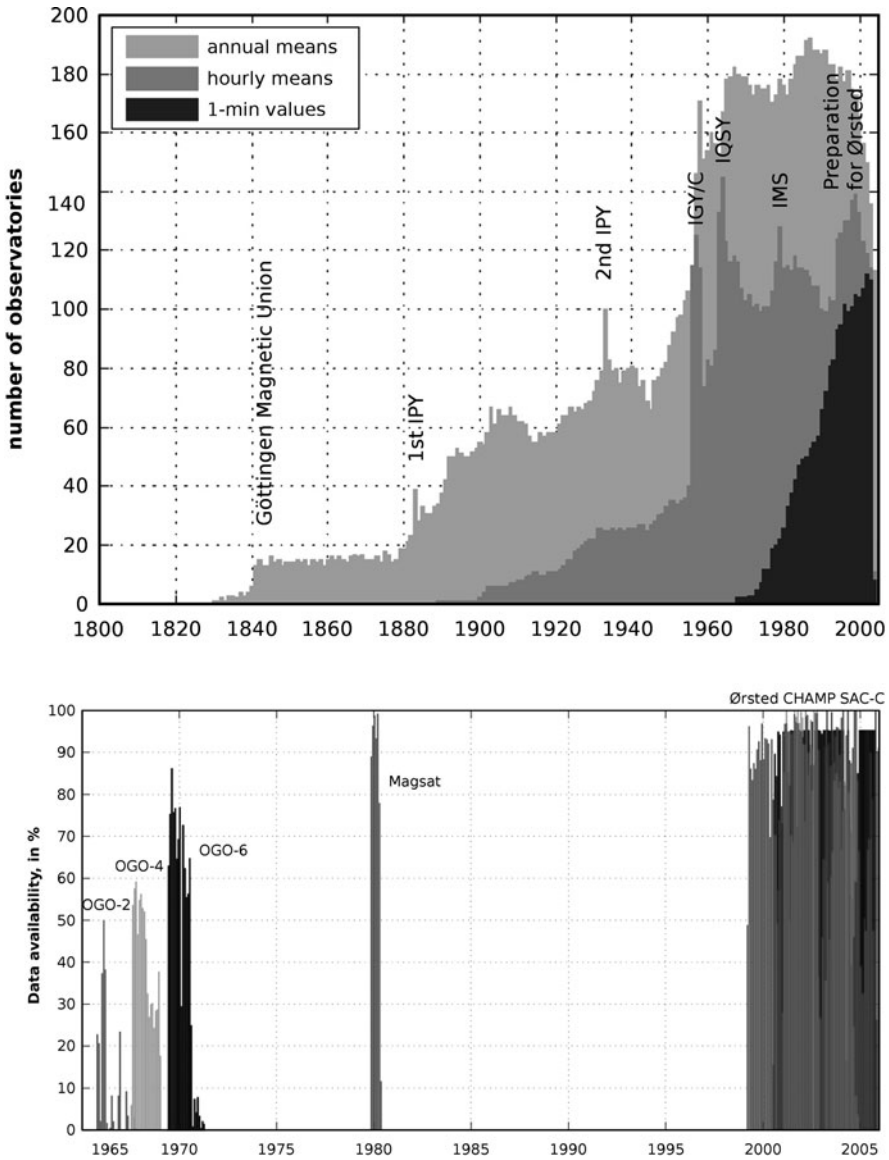 200
180
160
140
120
100
80
60
40
20
0
number of observatories
annual means
hourly means
1-min values
Göttingen Magnetic Union
1st IPY
2nd IPY
IGY/C
IQSY
IMS
Preparation
for Ørsted
1800 1820 1840 1860 1880 1900 1920 1940 1960 1980 2000
Ørsted CHAMP SAC-C
100
90
80
70
60
50
40
30
20
10
0
Data availability, in %
OGO-2
OGO-4
OGO-6
Magsat
1965 1970 1975 1980 1985 1990 1995 2000 2005